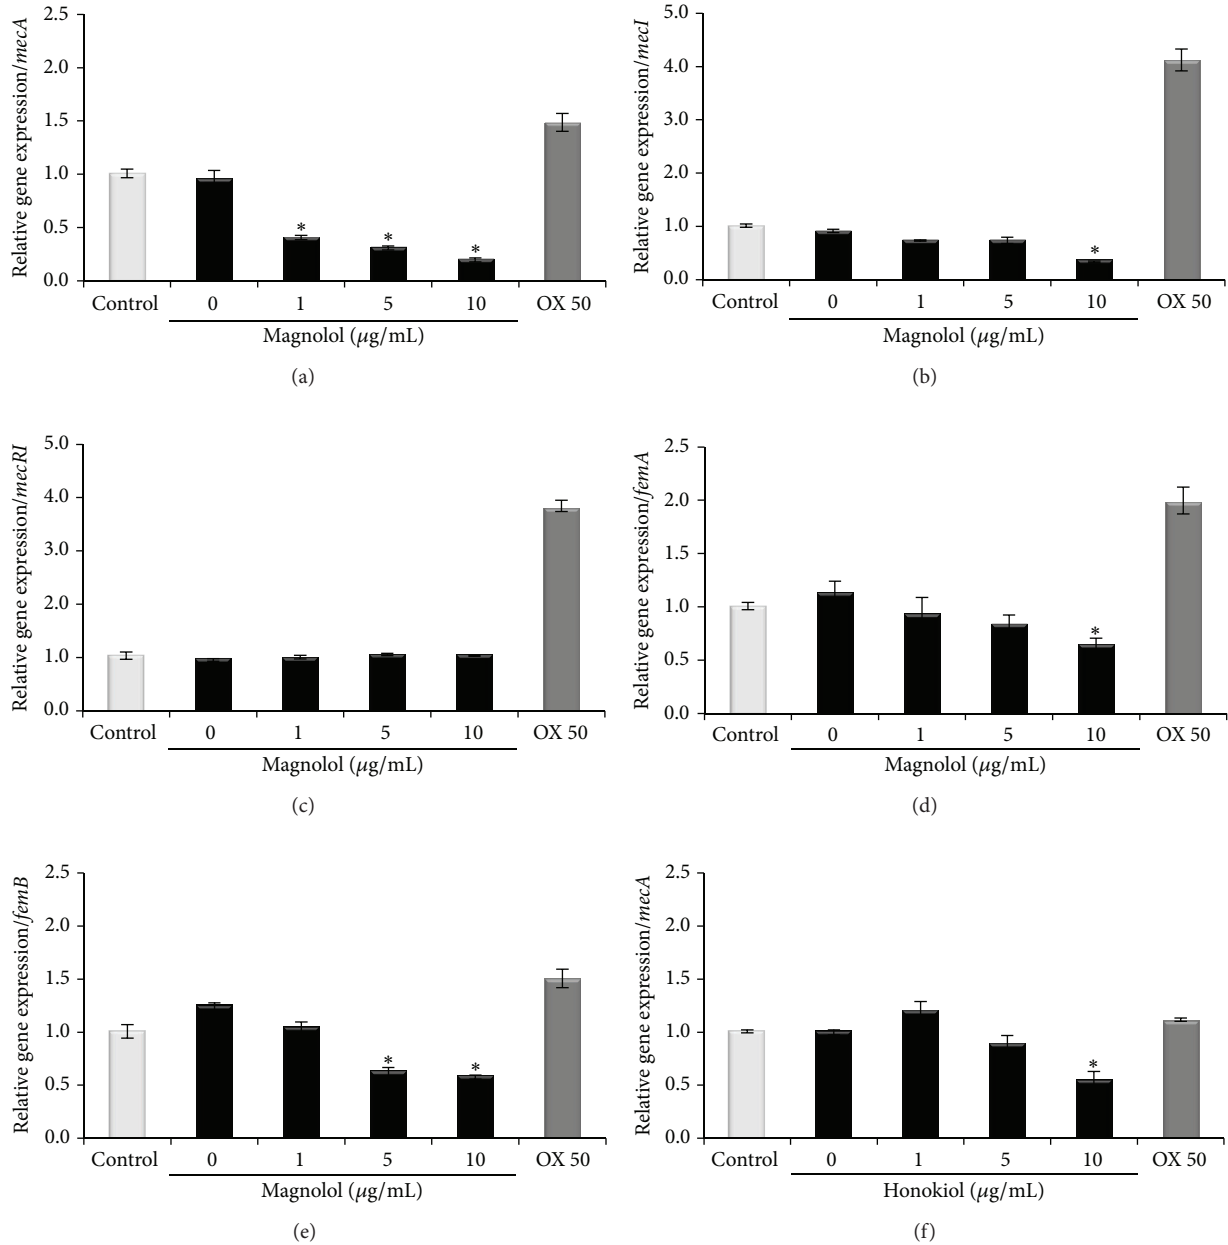 Relative gene expression/mecA
2.5
2.0
1.5
1.0
0.5
0.0
* * *
Control 0 1 5 10 OX 50
Magnolol (μg/mL)
(a)
Relative gene expression/mecI
5.0
4.0
3.0
2.0
1.0
0.0
*
Control 0 1 5 10 OX 50
Magnolol (μg/mL)
(b)
Relative gene expression/mecRI
5.0
4.0
3.0
2.0
1.0
0.0
Control 0 1 5 10 OX 50
Magnolol (μg/mL)
(c)
Relative gene expression/femA
2.5
2.0
1.5
1.0
0.5
0.0
*
Control 0 1 5 10 OX 50
Magnolol (μg/mL)
(d)
Relative gene expression/femB
2.5
2.0
1.5
1.0
0.5
0.0
* *
Control 0 1 5 10 OX 50
Magnolol (μg/mL)
(e)
Relative gene expression/mecA
2.5
2.0
1.5
1.0
0.5
0.0
*
Control 0 1 5 10 OX 50
Honokiol (μg/mL)
(f)